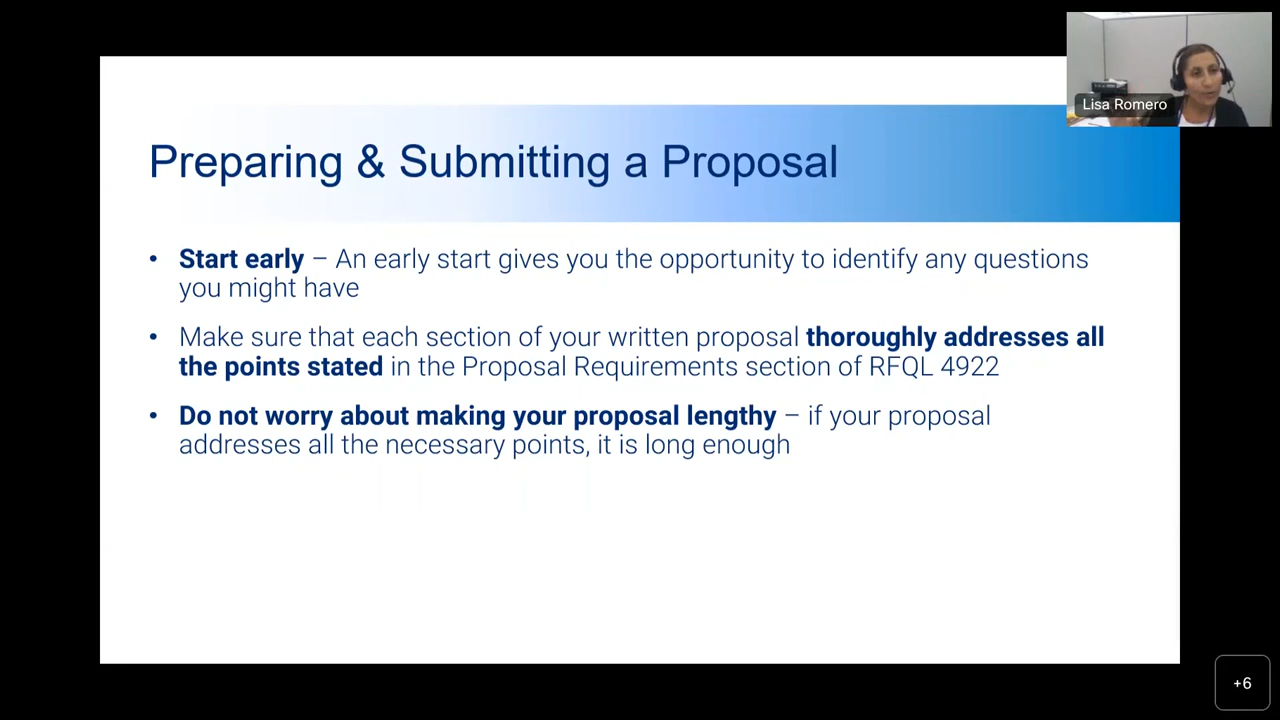 Lisa Romero
Preparing & Submitting a Proposal
• Start early – An early start gives you the opportunity to identify any questions
you might have
• Make sure that each section of your written proposal thoroughly addresses all
the points stated in the Proposal Requirements section of RFQL 4922
• Do not worry about making your proposal lengthy – if your proposal
addresses all the necessary points, it is long enough
+6